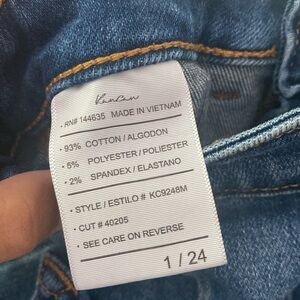 KanCan
• RN# 144635 MADE IN VIETNAM
• 93% COTTON / ALGODON
• 6% POLYESTER / POLIESTER
• 2% SPANDEX / ELASTANO
• STYLE / ESTILO # KC9248M
• CUT # 40205
• SEE CARE ON REVERSE
1 / 24